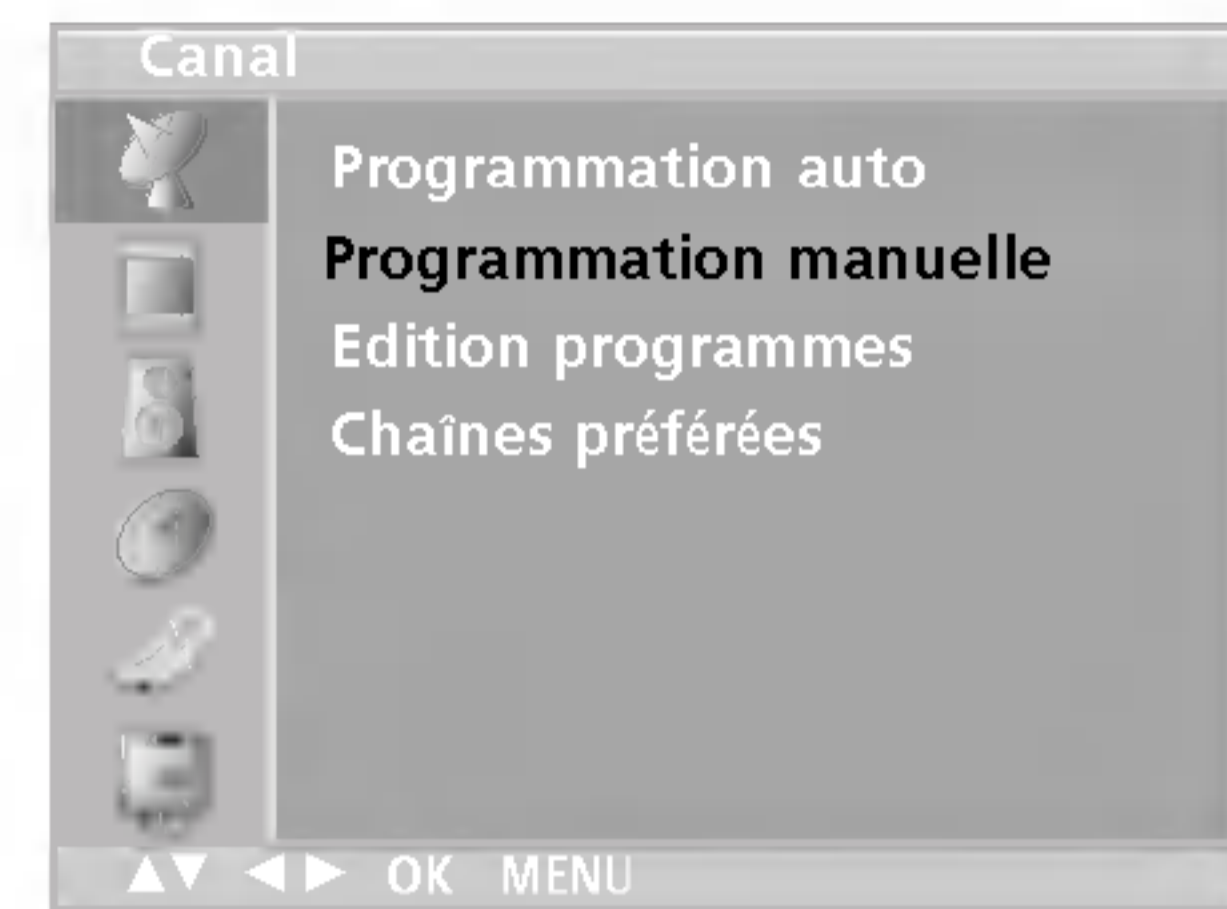 Canal
Programmation auto
Programmation manuelle
Edition programmes
Chaînes préférées
▲▼ ◀▶ OK MENU